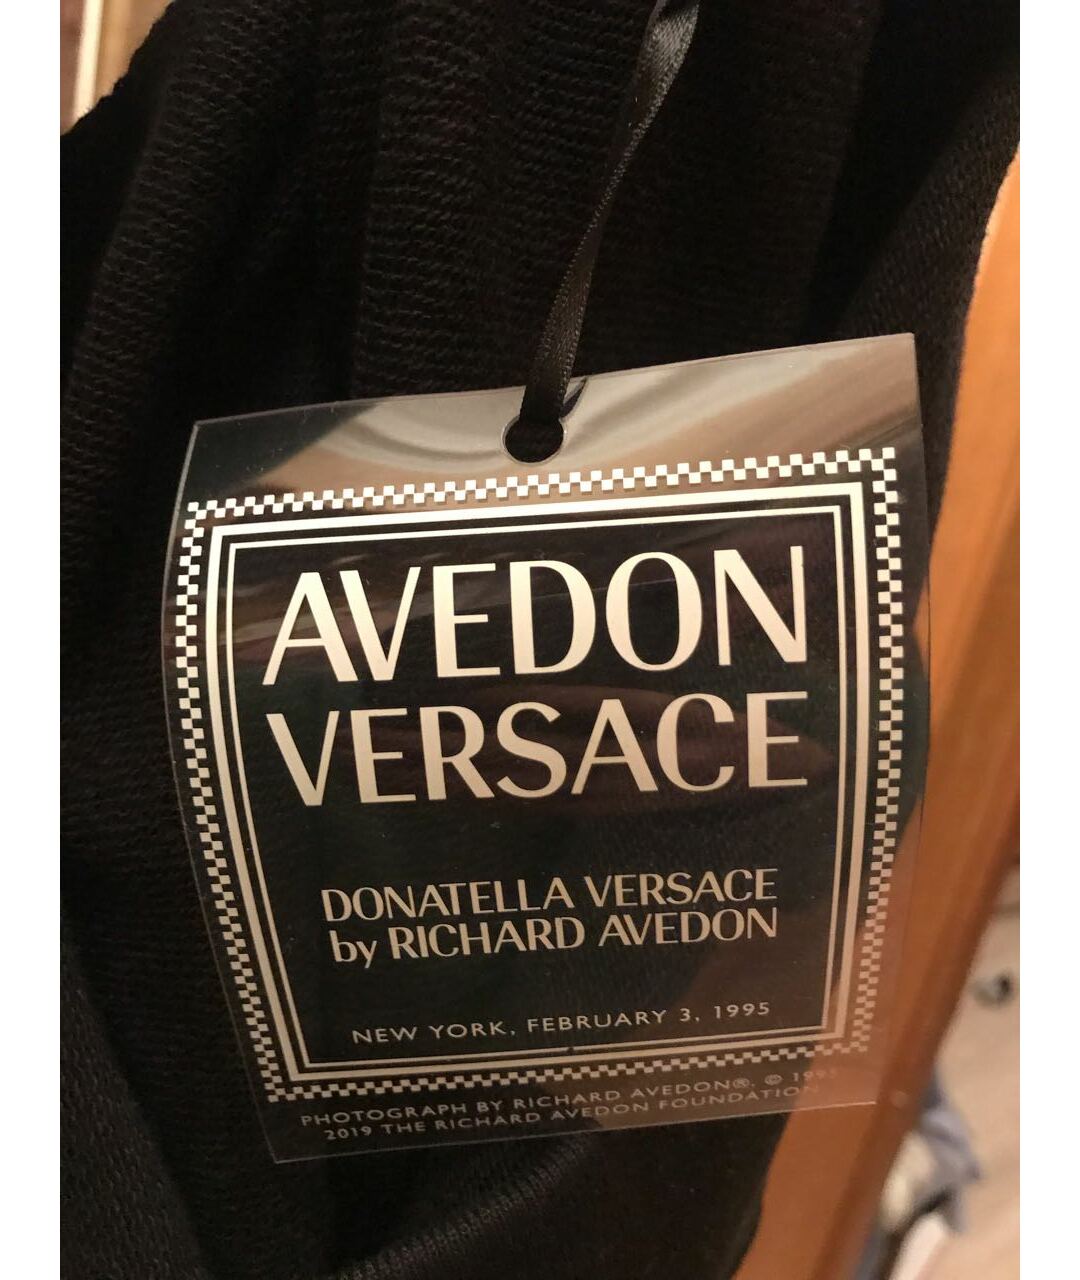 AVEDON
VERSACE
DONATELLA VERSACE
by RICHARD AVEDON
NEW YORK, FEBRUARY 3, 1995
PHOTOGRAPH BY RICHARD AVEDON®, © 1995
2019 THE RICHARD AVEDON FOUNDATION